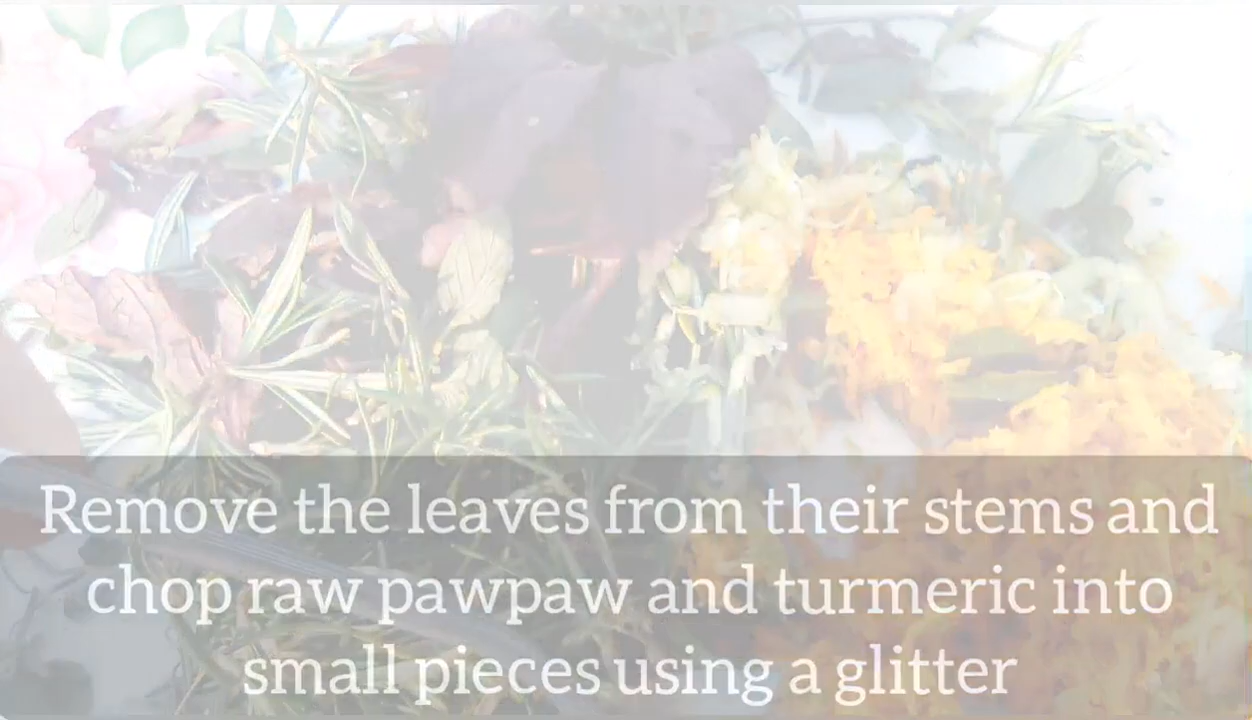 Remove the leaves from their stems and
chop raw pawpaw and turmeric into
small pieces using a glitter